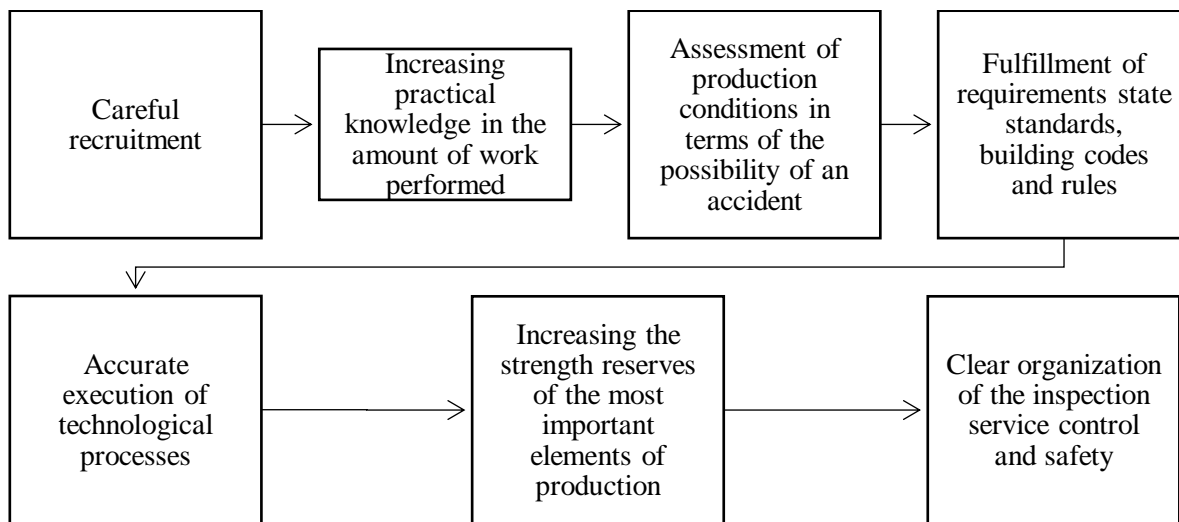 Careful
recruitment
Increasing
practical
knowledge in the
amount of work
performed
Assessment of
production
conditions in
terms of the
possibility of an
accident
Fulfillment of
requirements state
standards,
building codes
and rules
Accurate
execution of
technological
processes
Increasing the
strength reserves
of the most
important
elements of
production
Clear organization
of the inspection
service control
and safety